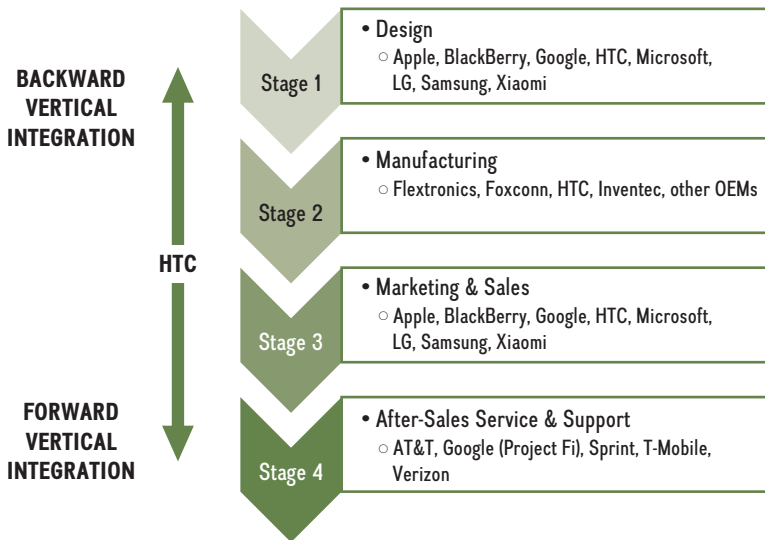 BACKWARD
VERTICAL
INTEGRATION
HTC
FORWARD
VERTICAL
INTEGRATION
Stage 1
• Design
○ Apple, BlackBerry, Google, HTC, Microsoft,
LG, Samsung, Xiaomi
Stage 2
• Manufacturing
○ Flextronics, Foxconn, HTC, Inventec, other OEMs
Stage 3
• Marketing & Sales
○ Apple, BlackBerry, Google, HTC, Microsoft,
LG, Samsung, Xiaomi
Stage 4
• After-Sales Service & Support
○ AT&T, Google (Project Fi), Sprint, T-Mobile,
Verizon